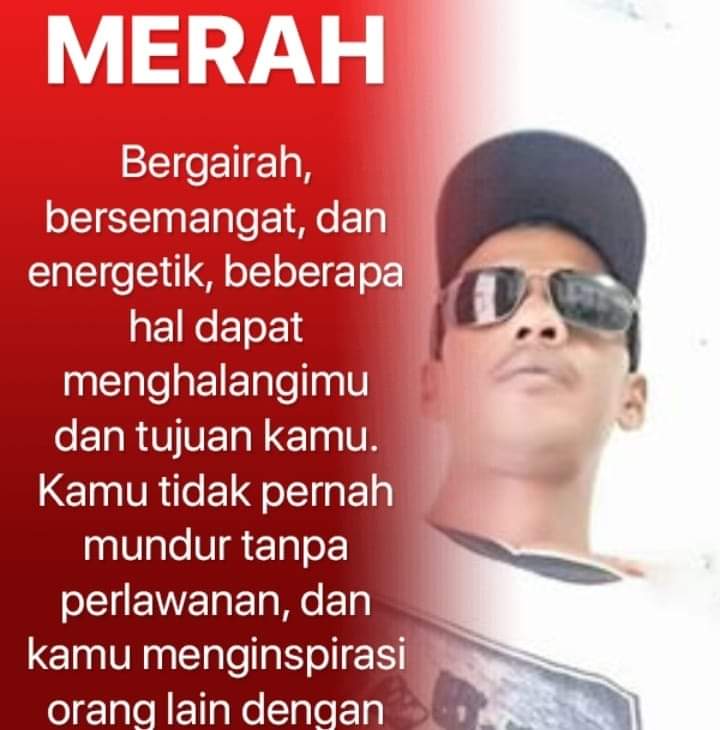 MERAH
Bergairah,
bersemangat, dan
energetik, beberapa
hal dapat
menghalangimu
dan tujuan kamu.
Kamu tidak pernah
mundur tanpa
perlawanan, dan
kamu menginspirasi
orang lain dengan